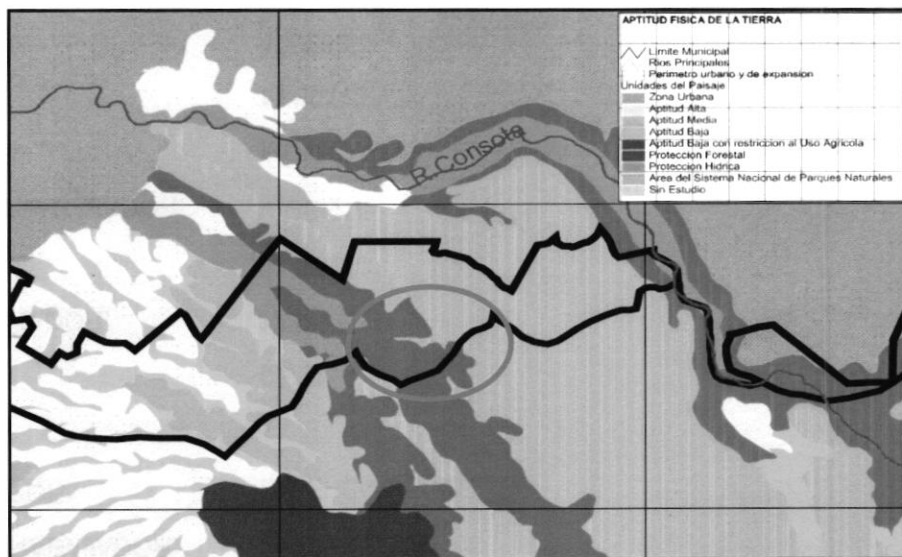 APTITUD FISICA DE LA TIERRA
Limite Municipal
Rios Principales
Perimetro urbano y de expansion
Unidades del Paisaje
Zona Urbana
Aptitud Alta
Aptitud Media
Aptitud Baja
Aptitud Baja con restriccion al Uso Agricola
Protección Forestal
Protección Hidrica
Area del Sistema Nacional de Parques Naturales
Sin Estudio
R. Consota